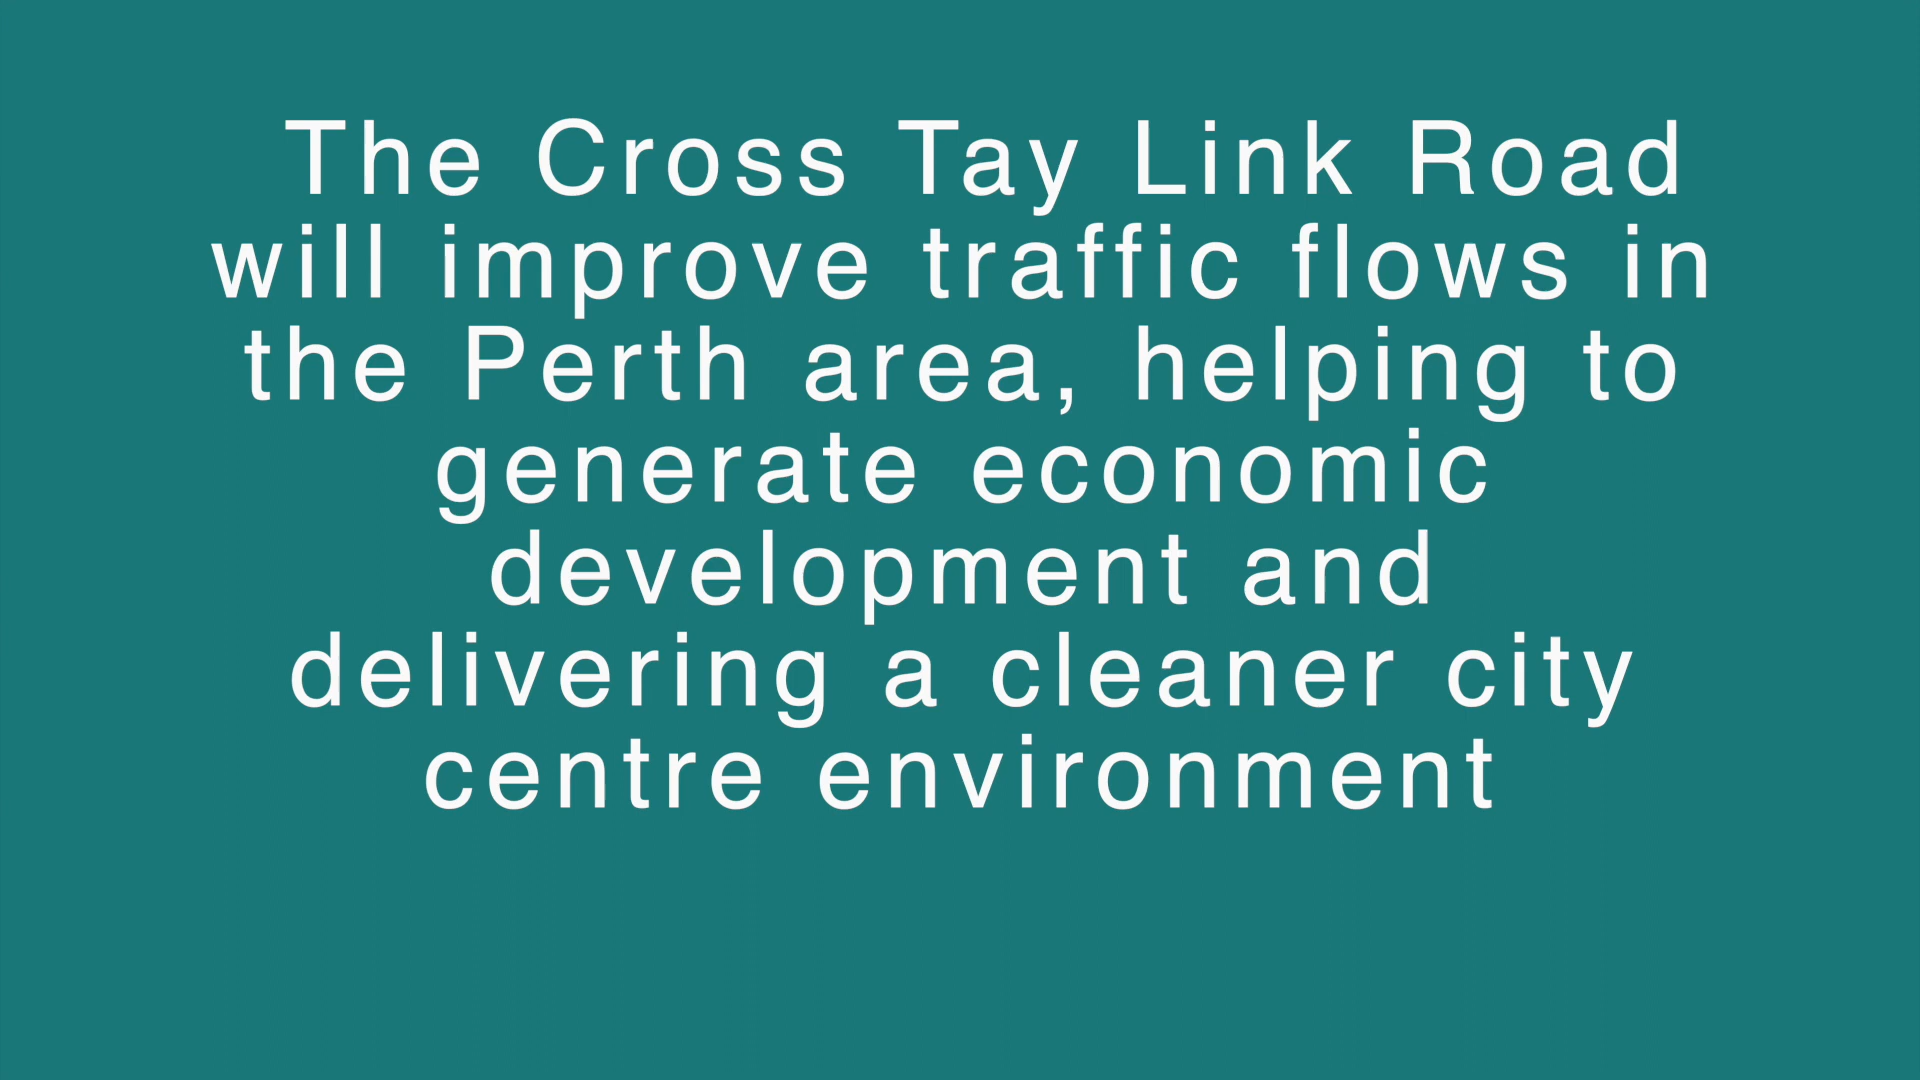 The Cross Tay Link Road
will improve traffic flows in
the Perth area, helping to
generate economic
development and
delivering a cleaner city
centre environment